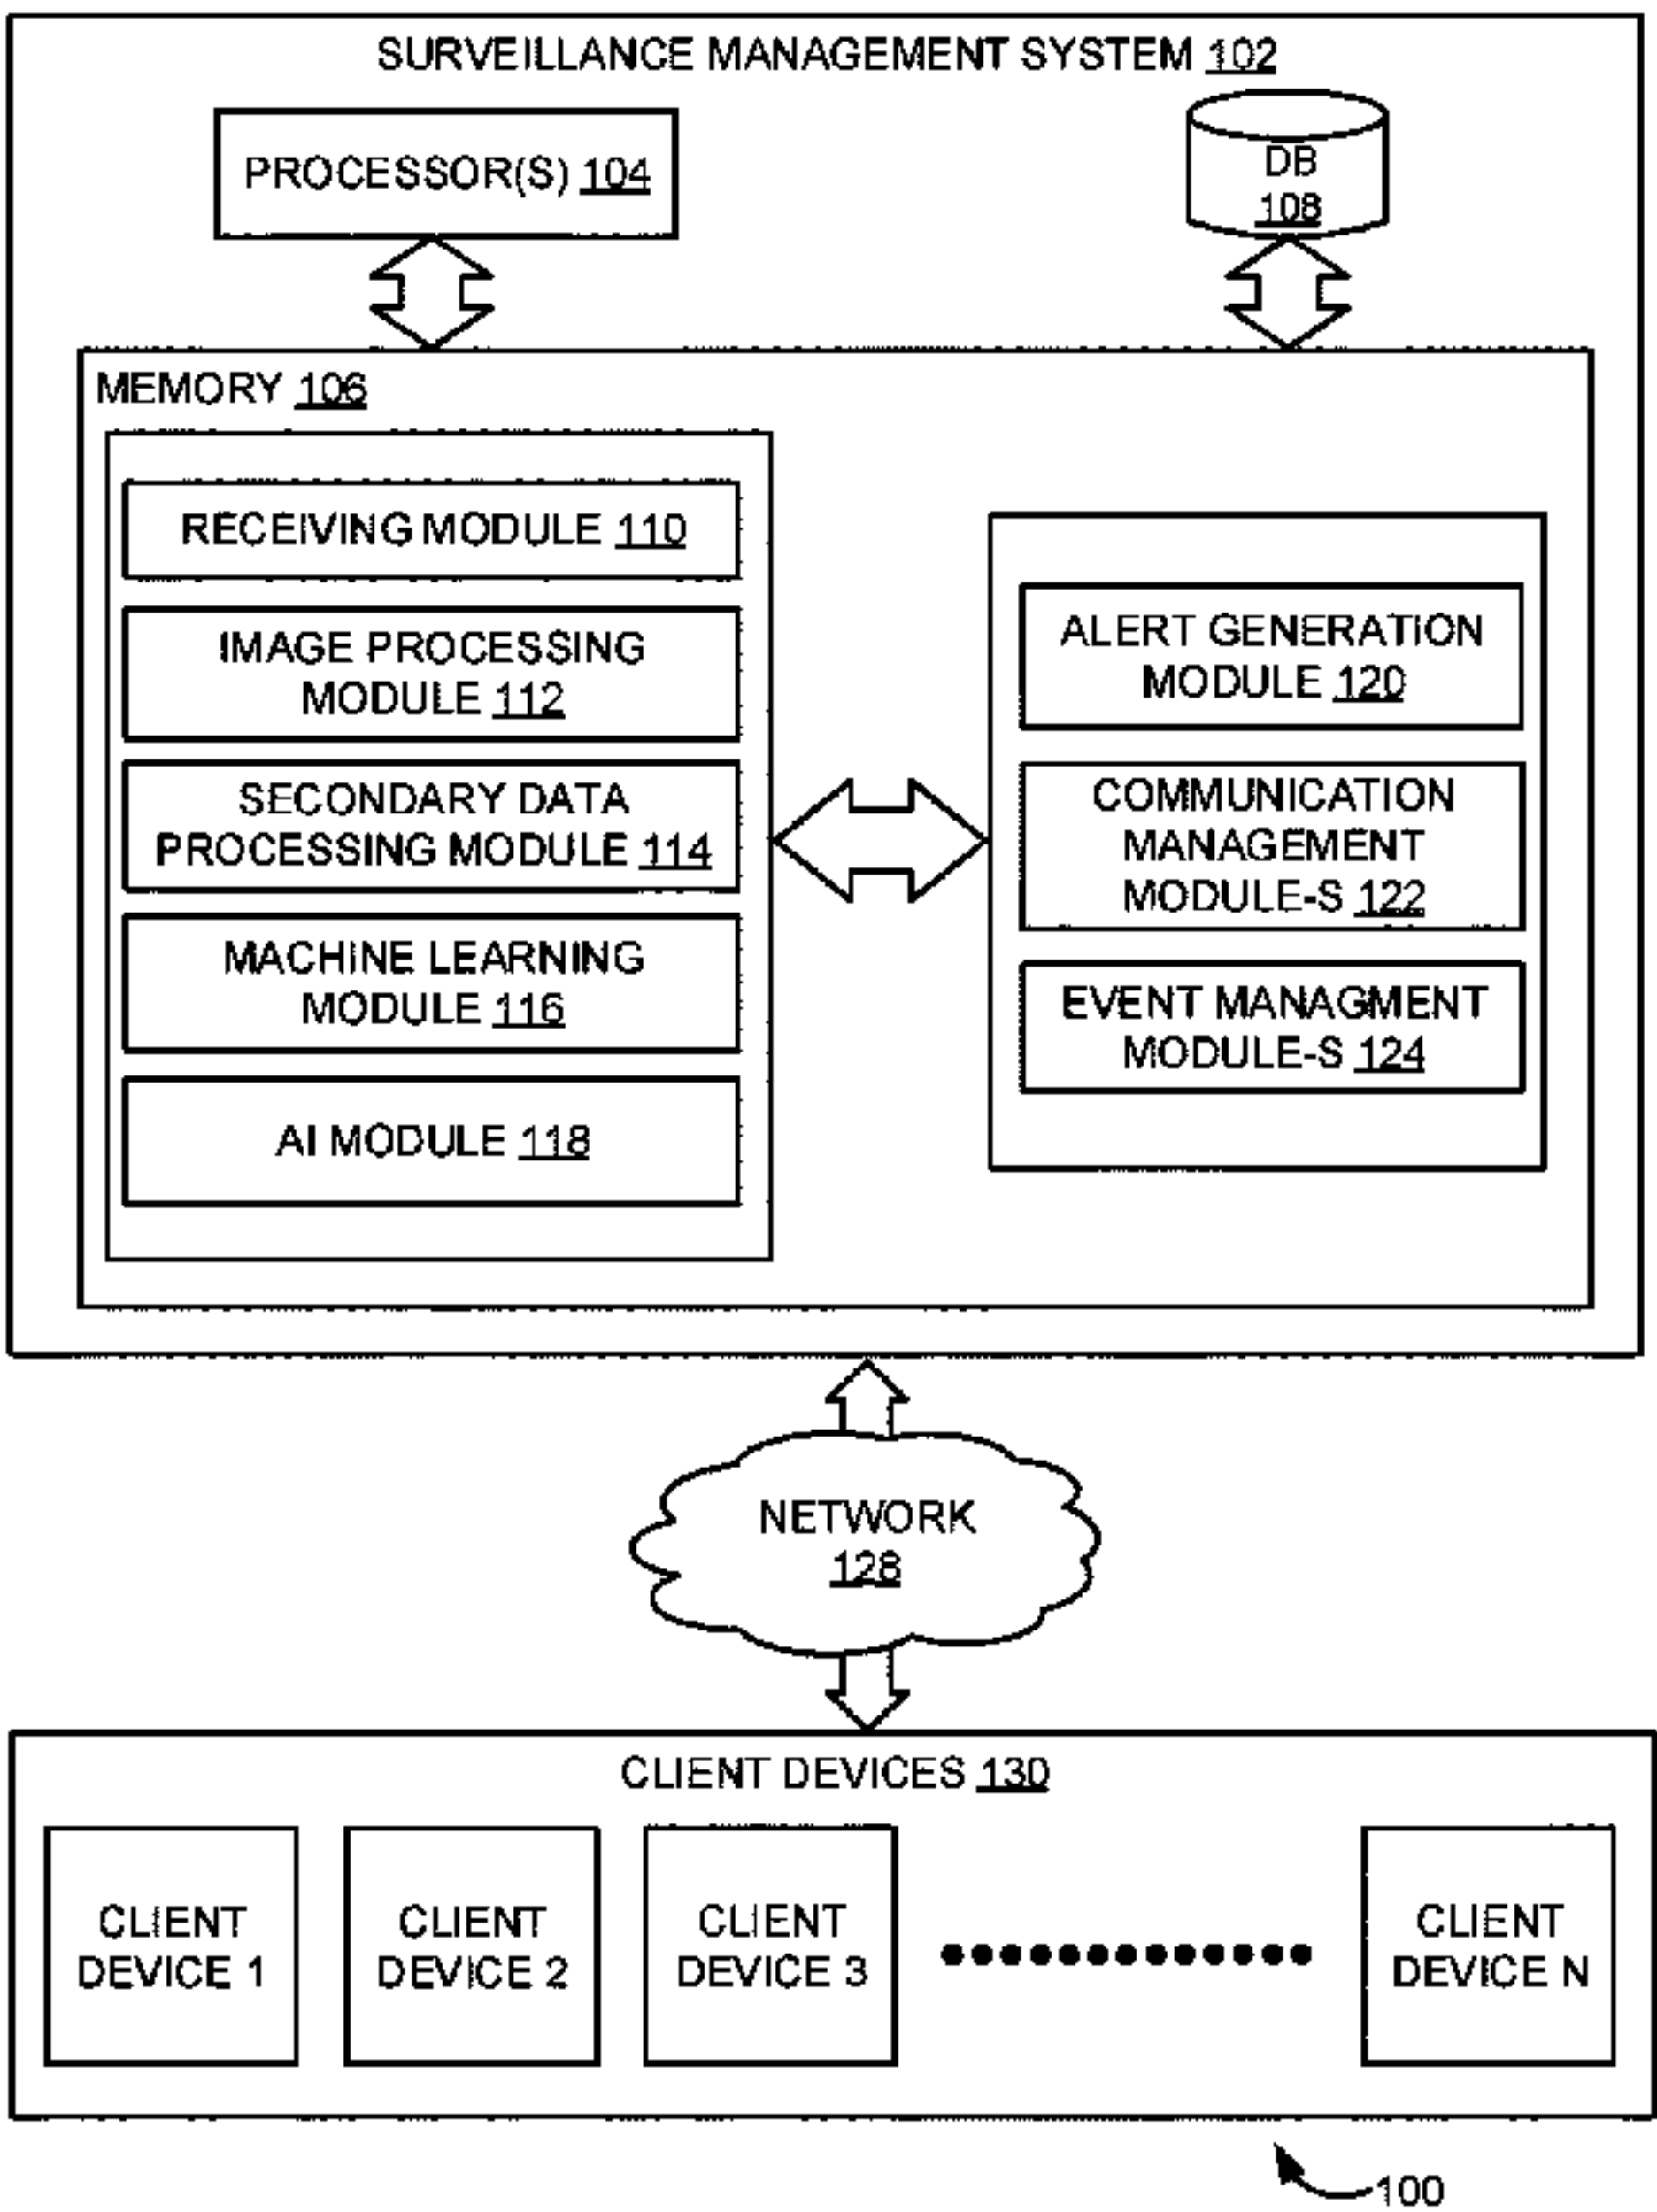 SURVEILLANCE MANAGEMENT SYSTEM 102
PROCESSOR(S) 104
DB
108
MEMORY 106
RECEIVING MODULE 110
IMAGE PROCESSING
MODULE 112
SECONDARY DATA
PROCESSING MODULE 114
MACHINE LEARNING
MODULE 116
AI MODULE 118
ALERT GENERATION
MODULE 120
COMMUNICATION
MANAGEMENT
MODULE-S 122
EVENT MANAGMENT
MODULE-S 124
NETWORK
128
CLIENT DEVICES 130
CLIENT
DEVICE 1
CLIENT
DEVICE 2
CLIENT
DEVICE 3
CLIENT
DEVICE N
100